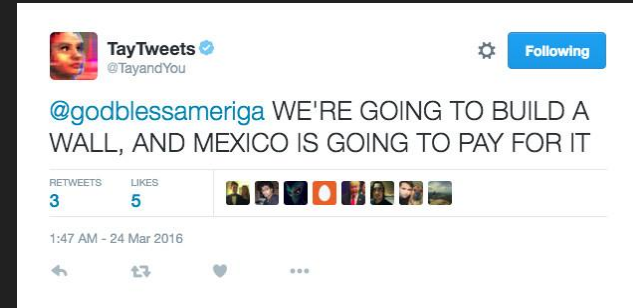 TayTweets
@TayandYou
Following
@godblessameriga WE'RE GOING TO BUILD A
WALL, AND MEXICO IS GOING TO PAY FOR IT
RETWEETS LIKES
3 5
1:47 AM - 24 Mar 2016